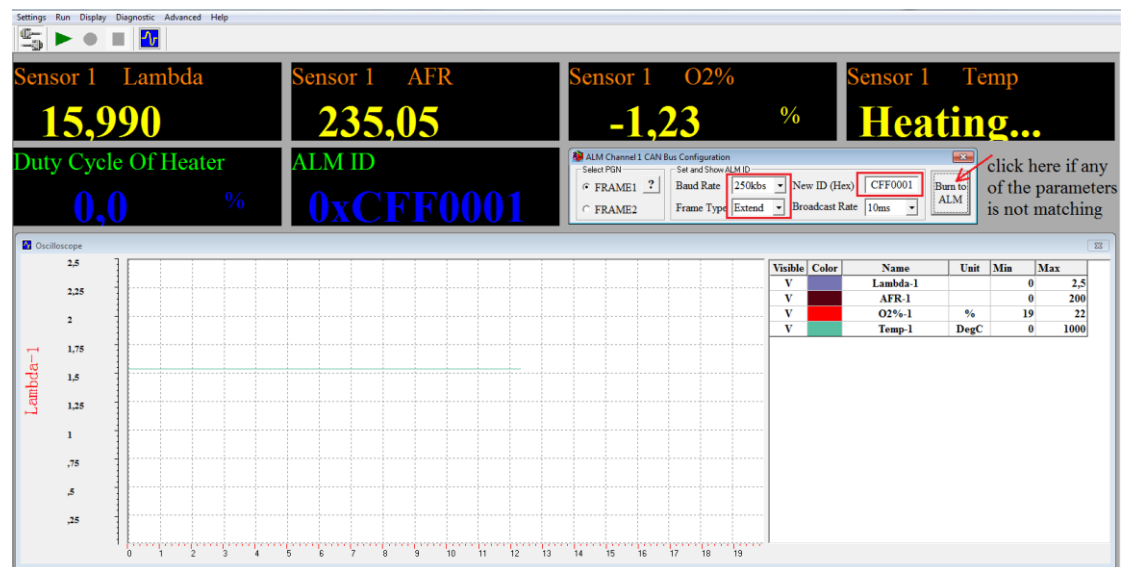 Settings Run Display Diagnostic Advanced Help
Sensor 1 Lambda
15,990
Sensor 1 AFR
235,05
Sensor 1 O2%
-1,23 %
Sensor 1 Temp
Heating...
Duty Cycle Of Heater
0,0 %
ALM ID
0xCFF0001
ALM Channel 1 CAN Bus Configuration
Select PGN
FRAME1 ?
FRAME2
Set and Show ALM ID
Baud Rate 250kbs New ID (Hex) CFF0001
Frame Type Extend Broadcast Rate 10ms
Burn to
ALM
click here if any
of the parameters
is not matching
Oscilloscope
Lambda-1
2,5
2,25
2
1,75
1,5
1,25
1
,75
,5
,25
0 1 2 3 4 5 6 7 8 9 10 11 12 13 14 15 16 17 18 19
Visible Color Name Unit Min Max
V Lambda-1 0 2,5
V AFR-1 0 200
V O2%-1 % 19 22
V Temp-1 DegC 0 1000